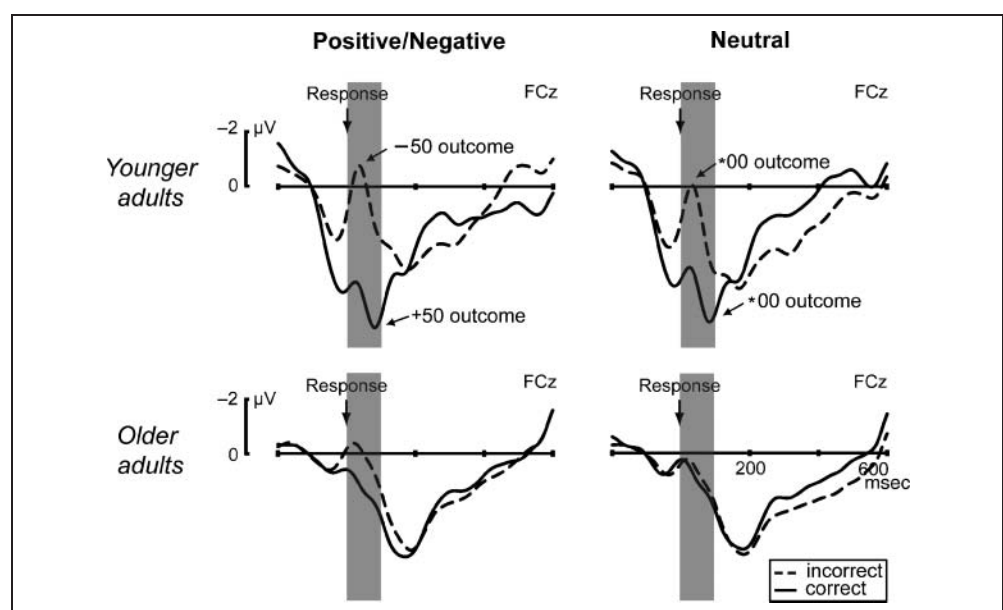 Positive/Negative
Neutral
Response
FCz
Response
FCz
–2
µV
–50 outcome
*00 outcome
Younger
adults
0
+50 outcome
*00 outcome
Response
FCz
Response
FCz
–2
µV
Older
adults
0
200
600
msec
incorrect
correct